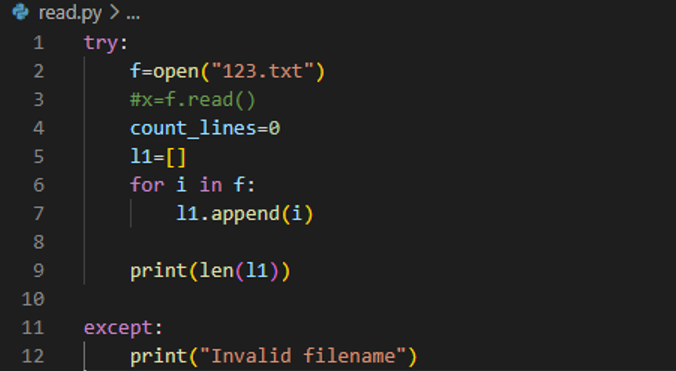 read.py > ...
1 try:
2     f=open("123.txt")
3     #x=f.read()
4     count_lines=0
5     l1=[]
6     for i in f:
7         l1.append(i)
8
9     print(len(l1))
10
11 except:
12     print("Invalid filename")